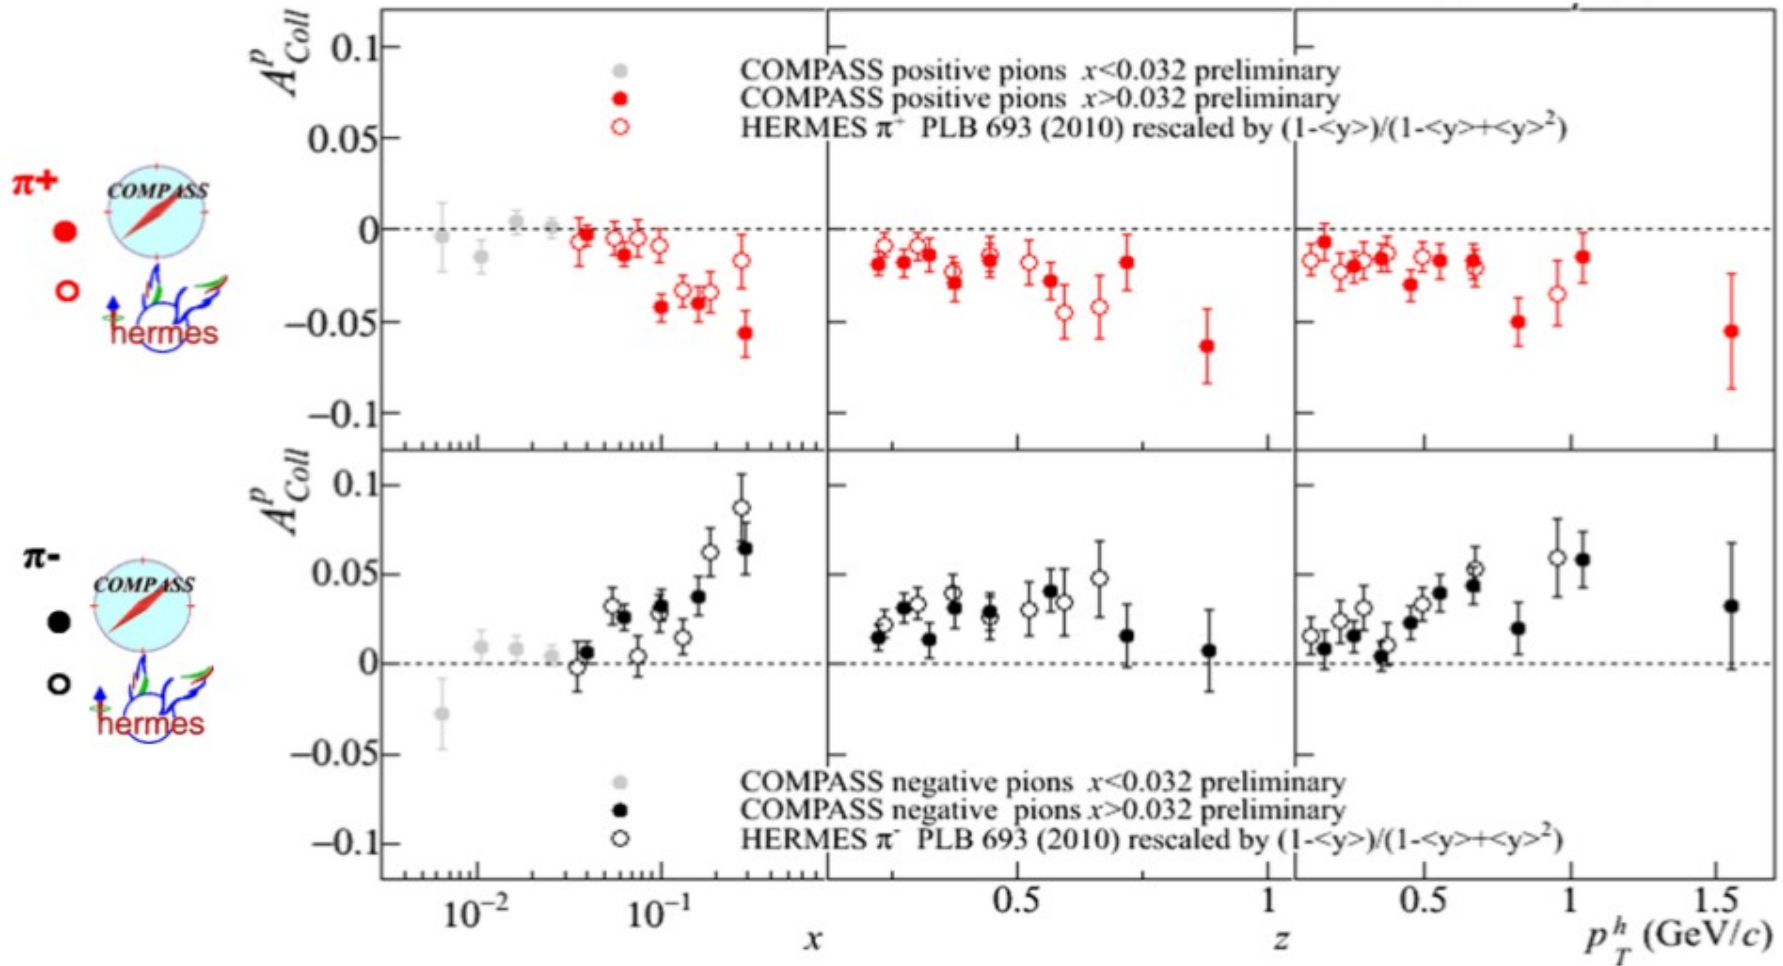 A^p_Coll
0.1
0.05
0
−0.05
−0.1
COMPASS positive pions x<0.032 preliminary
COMPASS positive pions x>0.032 preliminary
HERMES π⁺ PLB 693 (2010) rescaled by (1-<y>)/(1-<y>+<y>²)
π+
COMPASS
hermes
A^p_Coll
0.1
0.05
0
−0.05
−0.1
π-
COMPASS
hermes
COMPASS negative pions x<0.032 preliminary
COMPASS negative pions x>0.032 preliminary
HERMES π⁻ PLB 693 (2010) rescaled by (1-<y>)/(1-<y>+<y>²)
10⁻² 10⁻¹ 0.5 1 0.5 1 1.5
x z p_T^h (GeV/c)